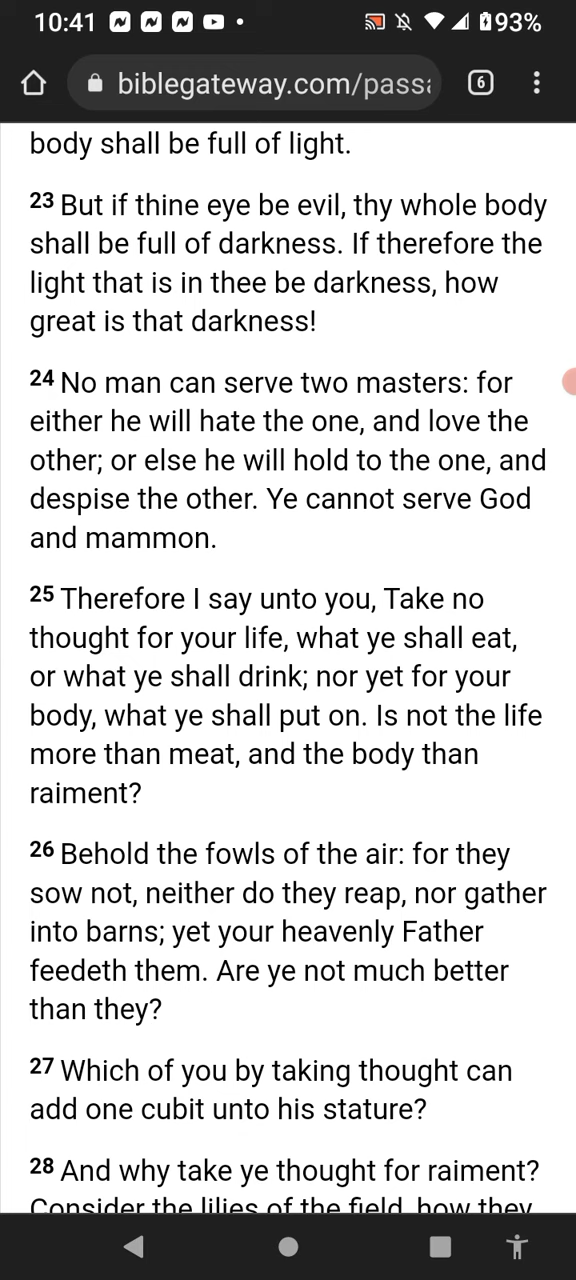 10:41
93%
biblegateway.com/passa
6
body shall be full of light.
23 But if thine eye be evil, thy whole body
shall be full of darkness. If therefore the
light that is in thee be darkness, how
great is that darkness!
24 No man can serve two masters: for
either he will hate the one, and love the
other; or else he will hold to the one, and
despise the other. Ye cannot serve God
and mammon.
25 Therefore I say unto you, Take no
thought for your life, what ye shall eat,
or what ye shall drink; nor yet for your
body, what ye shall put on. Is not the life
more than meat, and the body than
raiment?
26 Behold the fowls of the air: for they
sow not, neither do they reap, nor gather
into barns; yet your heavenly Father
feedeth them. Are ye not much better
than they?
27 Which of you by taking thought can
add one cubit unto his stature?
28 And why take ye thought for raiment?
Consider the lilies of the field, how they